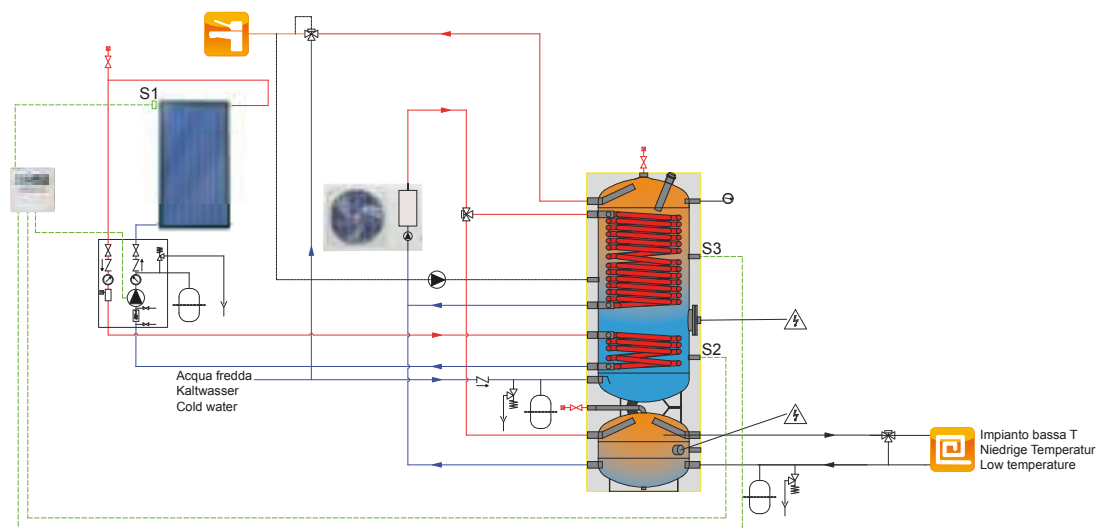 S1
S3
S2
Acqua fredda
Kaltwasser
Cold water
Impianto bassa T
Niedrige Temperatur
Low temperature